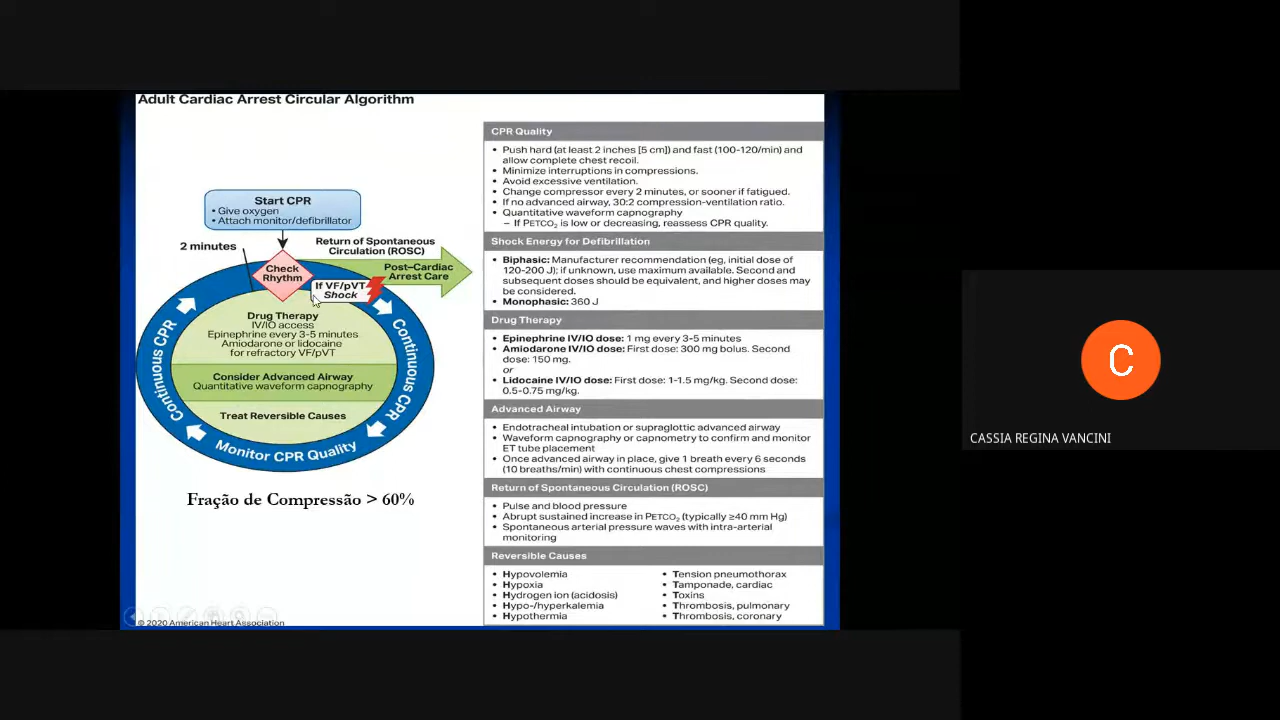 Adult Cardiac Arrest Circular Algorithm
Start CPR
• Give oxygen
• Attach monitor/defibrillator
2 minutes
Return of Spontaneous
Circulation (ROSC)
Check
Rhythm
Post–Cardiac
Arrest Care
If VF/pVT
Shock
Drug Therapy
IV/IO access
Epinephrine every 3-5 minutes
Amiodarone or lidocaine
for refractory VF/pVT
Consider Advanced Airway
Quantitative waveform capnography
Treat Reversible Causes
Continuous CPR
Continuous CPR
Monitor CPR Quality
Fração de Compressão > 60%
© 2020 American Heart Association
CPR Quality
• Push hard (at least 2 inches [5 cm]) and fast (100-120/min) and
allow complete chest recoil.
• Minimize interruptions in compressions.
• Avoid excessive ventilation.
• Change compressor every 2 minutes, or sooner if fatigued.
• If no advanced airway, 30:2 compression-ventilation ratio.
• Quantitative waveform capnography
– If PETCO₂ is low or decreasing, reassess CPR quality.
Shock Energy for Defibrillation
• Biphasic: Manufacturer recommendation (eg, initial dose of
120-200 J); if unknown, use maximum available. Second and
subsequent doses should be equivalent, and higher doses may
be considered.
• Monophasic: 360 J
Drug Therapy
• Epinephrine IV/IO dose: 1 mg every 3-5 minutes
• Amiodarone IV/IO dose: First dose: 300 mg bolus. Second
dose: 150 mg.
or
• Lidocaine IV/IO dose: First dose: 1-1.5 mg/kg. Second dose:
0.5-0.75 mg/kg.
Advanced Airway
• Endotracheal intubation or supraglottic advanced airway
• Waveform capnography or capnometry to confirm and monitor
ET tube placement
• Once advanced airway in place, give 1 breath every 6 seconds
(10 breaths/min) with continuous chest compressions
Return of Spontaneous Circulation (ROSC)
• Pulse and blood pressure
• Abrupt sustained increase in PETCO₂ (typically ≥40 mm Hg)
• Spontaneous arterial pressure waves with intra-arterial
monitoring
Reversible Causes
• Hypovolemia
• Hypoxia
• Hydrogen ion (acidosis)
• Hypo-/hyperkalemia
• Hypothermia
• Tension pneumothorax
• Tamponade, cardiac
• Toxins
• Thrombosis, pulmonary
• Thrombosis, coronary
C
CASSIA REGINA VANCINI